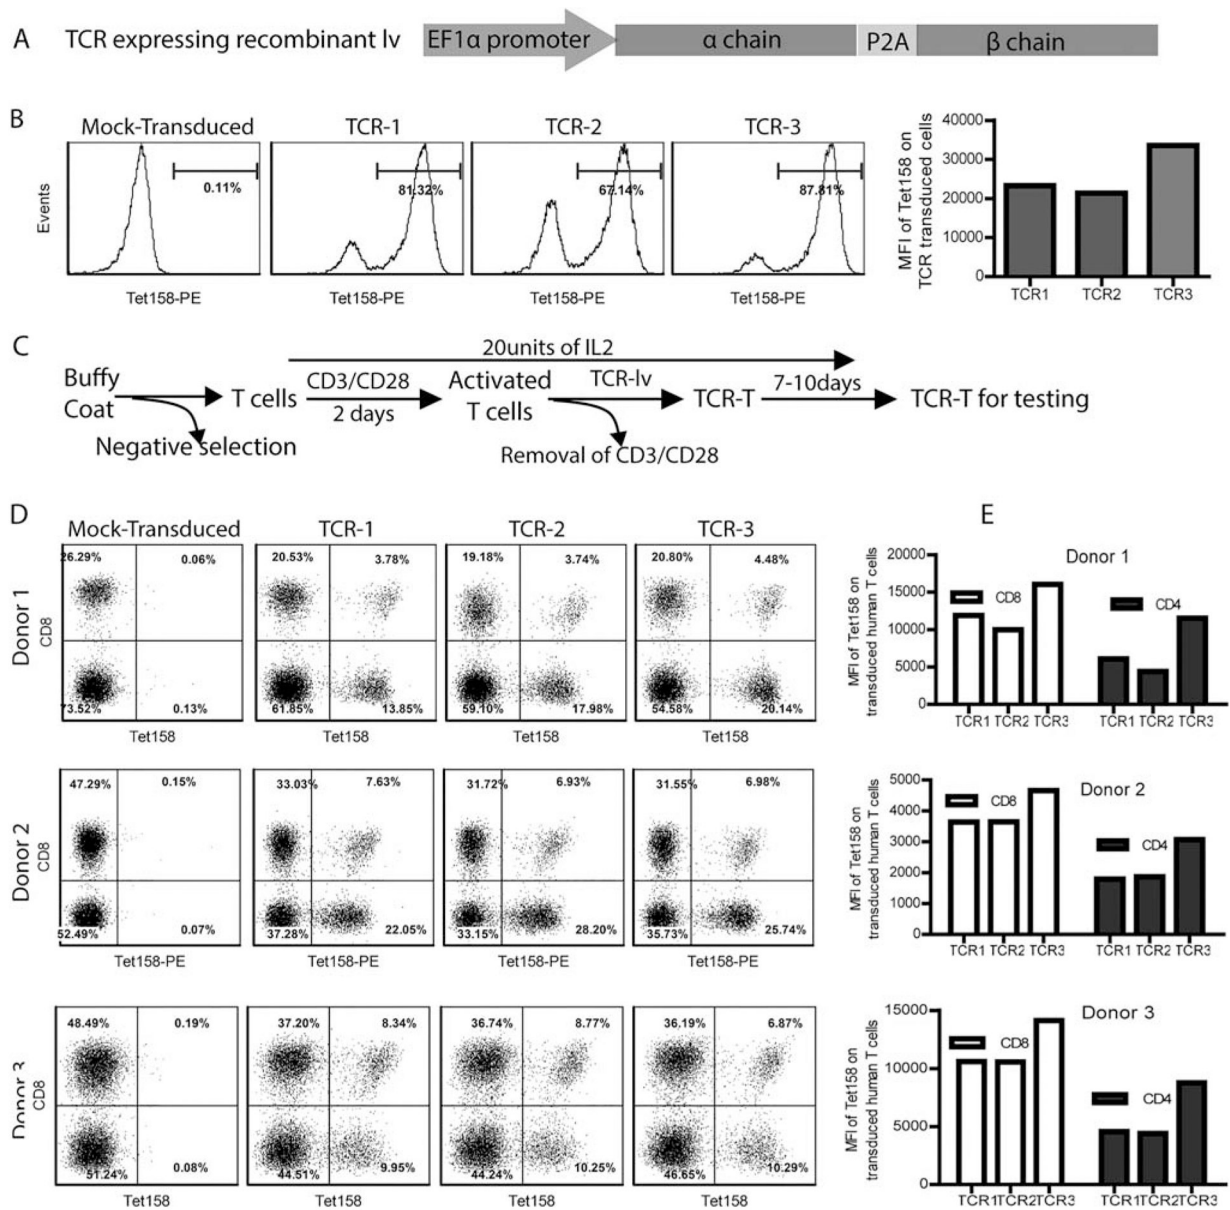 A
TCR expressing recombinant lv
EF1α promoter
α chain
P2A
β chain
B
Mock-Transduced
TCR-1
TCR-2
TCR-3
Events
0.11%
81.32%
67.14%
87.81%
Tet158-PE
Tet158-PE
Tet158-PE
Tet158-PE
MFI of Tet158 on
TCR transduced cells
40000
30000
20000
10000
0
TCR1
TCR2
TCR3
C
20units of IL2
Buffy
Coat
T cells
CD3/CD28
2 days
Activated
T cells
TCR-lv
TCR-T
7-10days
TCR-T for testing
Negative selection
Removal of CD3/CD28
D
Mock-Transduced
TCR-1
TCR-2
TCR-3
Donor 1
CD8
26.29%
0.06%
73.52%
0.13%
20.53%
3.78%
61.85%
13.85%
19.18%
3.74%
59.10%
17.98%
20.80%
4.48%
54.58%
20.14%
Tet158
Tet158
Tet158
Tet158
Donor 2
CD8
47.29%
0.15%
52.49%
0.07%
33.03%
7.63%
37.28%
22.05%
31.72%
6.93%
33.15%
28.20%
31.55%
6.98%
35.73%
25.74%
Tet158-PE
Tet158-PE
Tet158-PE
Tet158-PE
Donor 3
CD8
48.49%
0.19%
51.24%
0.08%
37.20%
8.34%
44.51%
9.95%
36.74%
8.77%
44.24%
10.25%
36.19%
6.87%
46.65%
10.29%
Tet158
Tet158
Tet158
Tet158
E
Donor 1
MFI of Tet158 on
transduced human T cells
20000
15000
10000
5000
0
CD8
CD4
TCR1
TCR2
TCR3
TCR1
TCR2
TCR3
Donor 2
MFI of Tet158 on
transduced human T cells
5000
4000
3000
2000
1000
0
CD8
CD4
TCR1
TCR2
TCR3
TCR1
TCR2
TCR3
Donor 3
MFI of Tet158 on
transduced human T cells
15000
10000
5000
0
CD8
CD4
TCR1TCR2TCR3
TCR1TCR2TCR3